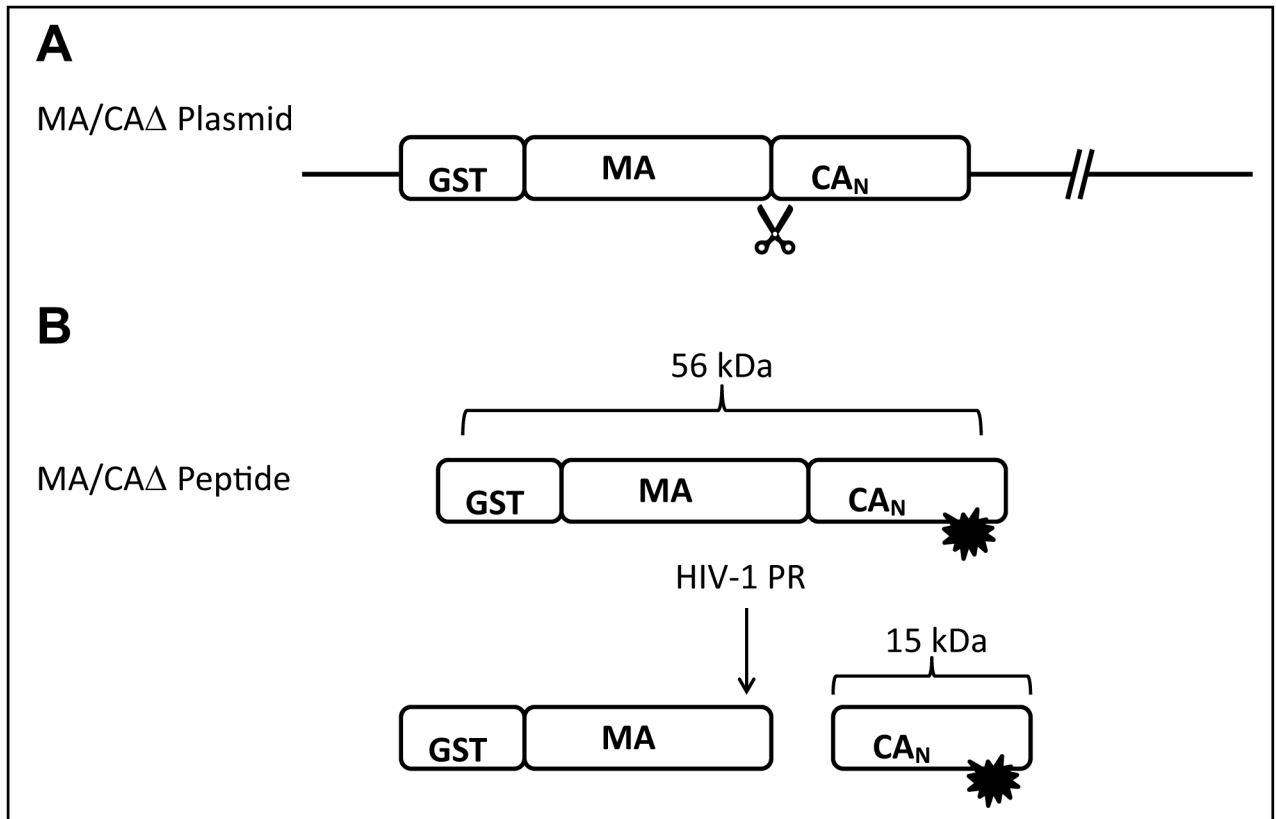 A
MA/CAΔ Plasmid
GST MA CAN
B
56 kDa
MA/CAΔ Peptide
GST MA CAN
HIV-1 PR
15 kDa
GST MA CAN